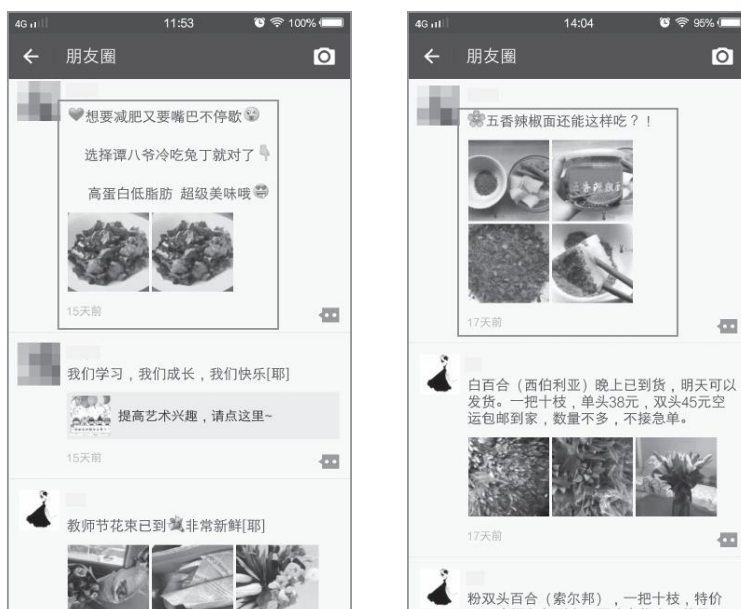 4G 11:53 100%
朋友圈
想要减肥又要嘴巴不停歇
选择谭八爷冷吃兔丁就对了
高蛋白低脂肪 超级美味哦
15天前
我们学习，我们成长，我们快乐[耶]
提高艺术兴趣，请点这里~
15天前
教师节花束已到非常新鲜[耶]
4G 14:04 95%
朋友圈
五香辣椒面还能这样吃？！
五香辣椒面
17天前
白百合（西伯利亚）晚上已到货，明天可以
发货。一把十枝，单头38元，双头45元空
运包邮到家，数量不多，不接急单。
17天前
粉双头百合（索尔邦），一把十枝，特价